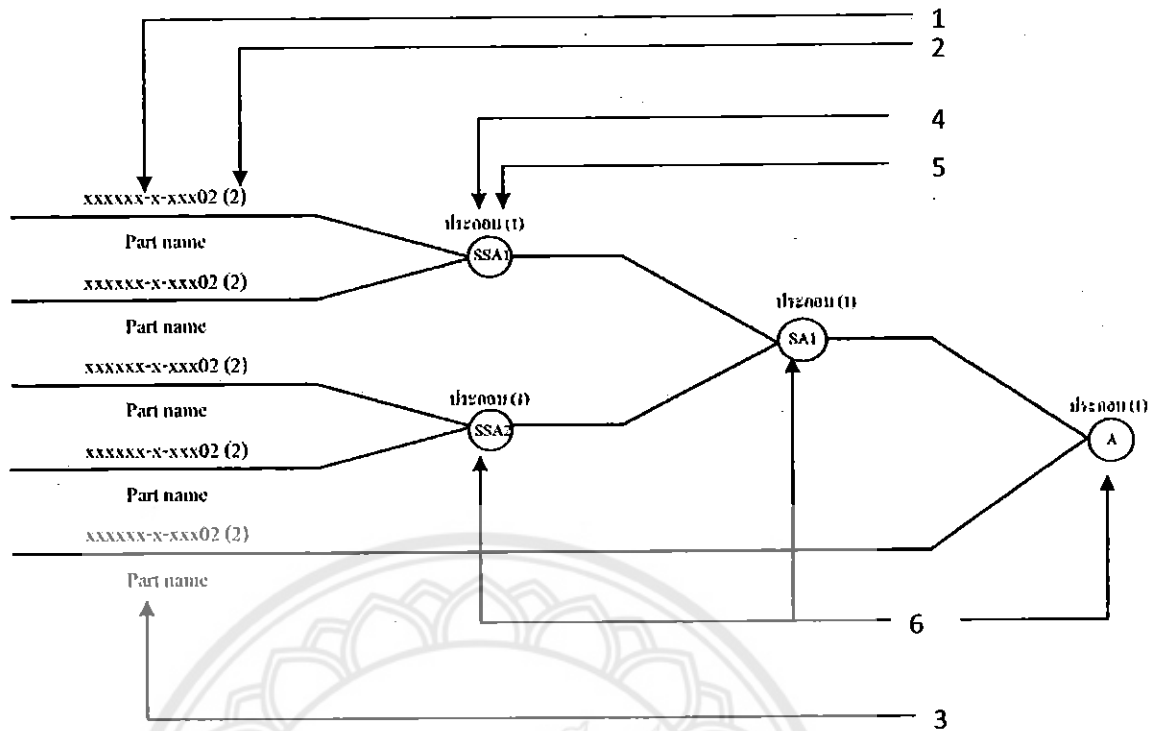 1
2
4
5
xxxxxx-x-xxx02 (2)
Part name
ประกอบ (1)
SSA1
xxxxxx-x-xxx02 (2)
Part name
ประกอบ (1)
SA1
xxxxxx-x-xxx02 (2)
Part name
ประกอบ (1)
SSA2
ประกอบ (1)
A
xxxxxx-x-xxx02 (2)
Part name
xxxxxx-x-xxx02 (2)
Part name
6
3